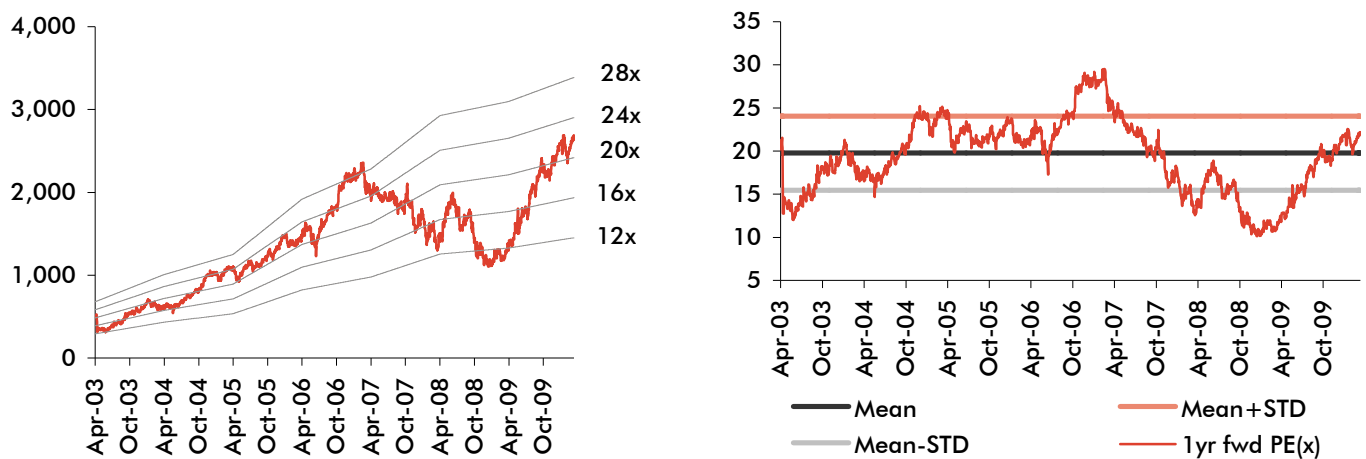 4,000
3,000
2,000
1,000
0
28x
24x
20x
16x
12x
Apr-03
Oct-03
Apr-04
Oct-04
Apr-05
Oct-05
Apr-06
Oct-06
Apr-07
Oct-07
Apr-08
Oct-08
Apr-09
Oct-09
35
30
25
20
15
10
5
Apr-03
Oct-03
Apr-04
Oct-04
Apr-05
Oct-05
Apr-06
Oct-06
Apr-07
Oct-07
Apr-08
Oct-08
Apr-09
Oct-09
Mean
Mean+STD
Mean-STD
1yr fwd PE(x)